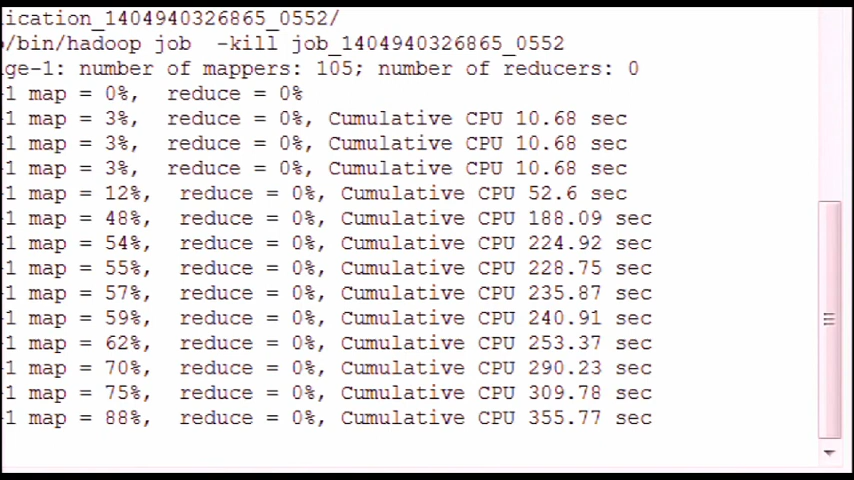 ication_1404940326865_0552/
/bin/hadoop job  -kill job_1404940326865_0552
ge-1: number of mappers: 105; number of reducers: 0
1 map = 0%,  reduce = 0%
1 map = 3%,  reduce = 0%, Cumulative CPU 10.68 sec
1 map = 3%,  reduce = 0%, Cumulative CPU 10.68 sec
1 map = 3%,  reduce = 0%, Cumulative CPU 10.68 sec
1 map = 12%,  reduce = 0%, Cumulative CPU 52.6 sec
1 map = 48%,  reduce = 0%, Cumulative CPU 188.09 sec
1 map = 54%,  reduce = 0%, Cumulative CPU 224.92 sec
1 map = 55%,  reduce = 0%, Cumulative CPU 228.75 sec
1 map = 57%,  reduce = 0%, Cumulative CPU 235.87 sec
1 map = 59%,  reduce = 0%, Cumulative CPU 240.91 sec
1 map = 62%,  reduce = 0%, Cumulative CPU 253.37 sec
1 map = 70%,  reduce = 0%, Cumulative CPU 290.23 sec
1 map = 75%,  reduce = 0%, Cumulative CPU 309.78 sec
1 map = 88%,  reduce = 0%, Cumulative CPU 355.77 sec